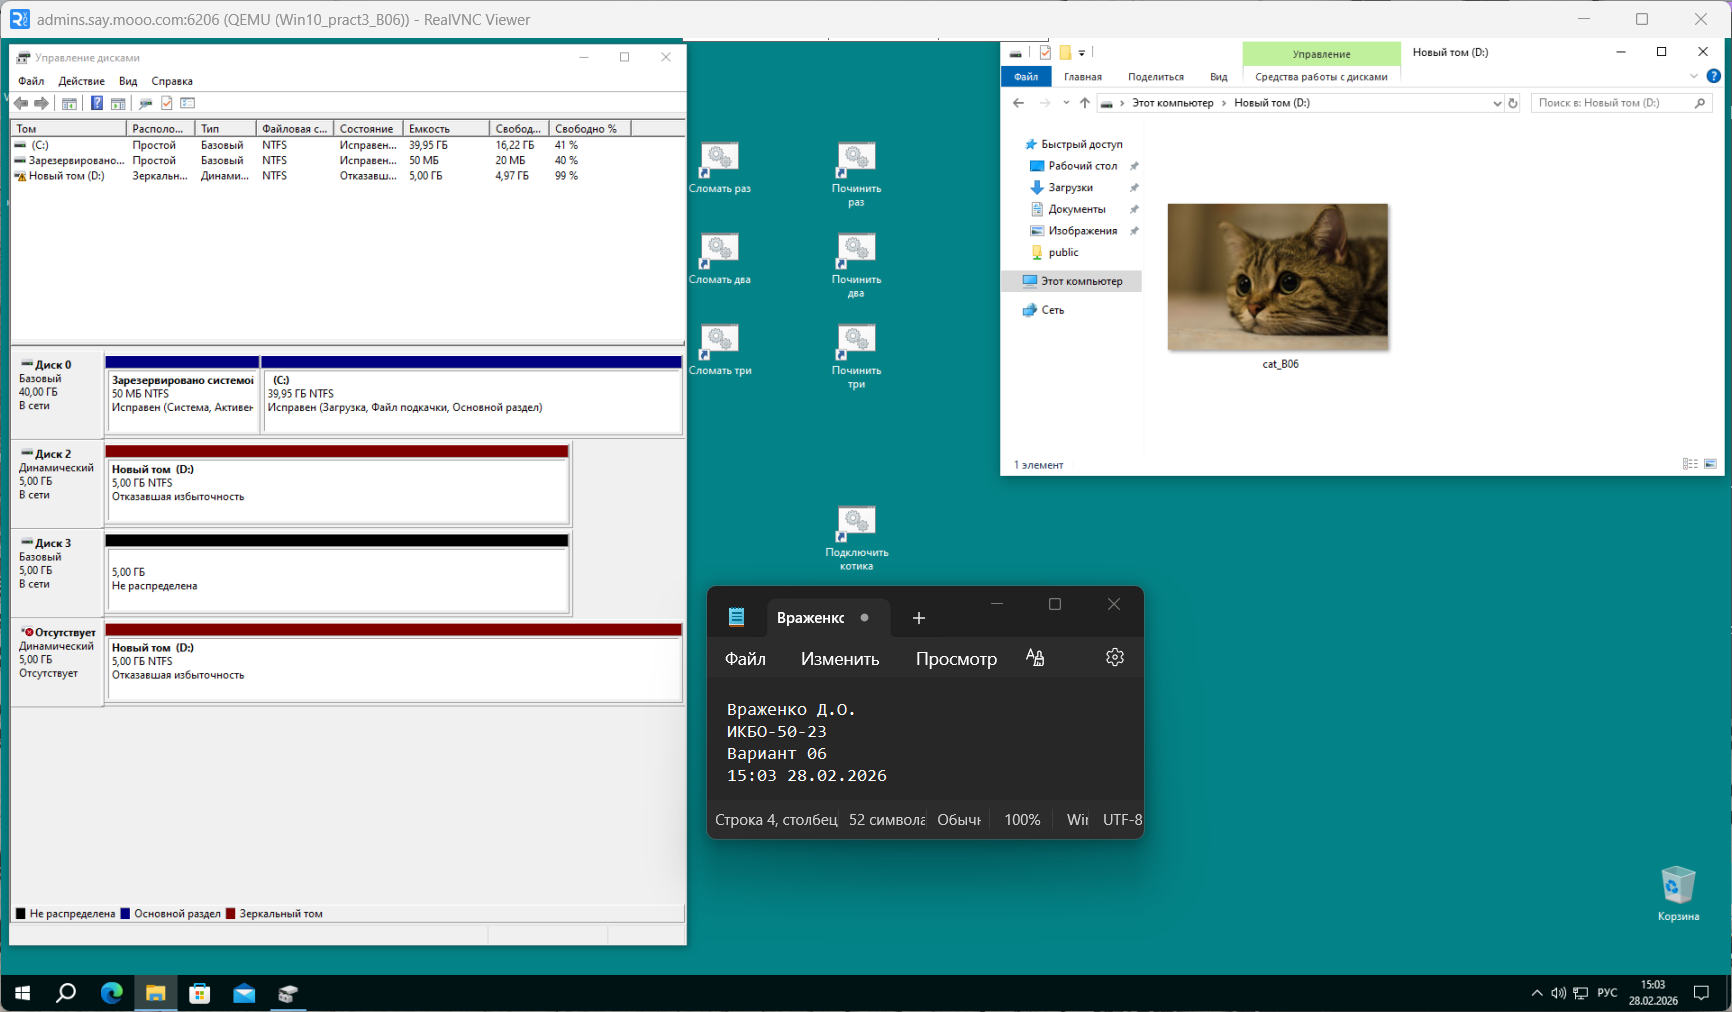 admins.say.mooo.com:6206 (QEMU (Win10_pract3_B06)) - RealVNC Viewer
Управление дисками
Файл Действие Вид Справка
Том Располо... Тип Файловая с... Состояние Емкость Свобод... Свободно %
(C:) Простой Базовый NTFS Исправен... 39,95 ГБ 16,22 ГБ 41 %
Зарезервировано... Простой Базовый NTFS Исправен... 50 МБ 20 МБ 40 %
Новый том (D:) Зеркальн... Динами... NTFS Отказавш... 5,00 ГБ 4,97 ГБ 99 %
Диск 0
Базовый
40,00 ГБ
В сети
Зарезервировано системой
50 МБ NTFS
Исправен (Система, Активен
(C:)
39,95 ГБ NTFS
Исправен (Загрузка, Файл подкачки, Основной раздел)
Диск 2
Динамический
5,00 ГБ
В сети
Новый том (D:)
5,00 ГБ NTFS
Отказавшая избыточность
Диск 3
Базовый
5,00 ГБ
В сети
5,00 ГБ
Не распределена
Отсутствует
Динамический
5,00 ГБ
Отсутствует
Новый том (D:)
5,00 ГБ NTFS
Отказавшая избыточность
Не распределена Основной раздел Зеркальный том
Сломать раз
Починить
раз
Сломать два
Починить
два
Сломать три
Починить
три
Подключить
котика
Управление
Новый том (D:)
Файл Главная Поделиться Вид Средства работы с дисками
Этот компьютер Новый том (D:)
Поиск в: Новый том (D:)
Быстрый доступ
Рабочий стол
Загрузки
Документы
Изображения
public
Этот компьютер
Сеть
cat_B06
1 элемент
Враженко
Файл Изменить Просмотр
Враженко Д.О.
ИКБО-50-23
Вариант 06
15:03 28.02.2026
Строка 4, столбец 52 символа Обычн 100% Win UTF-8
Корзина
РУС
15:03
28.02.2026